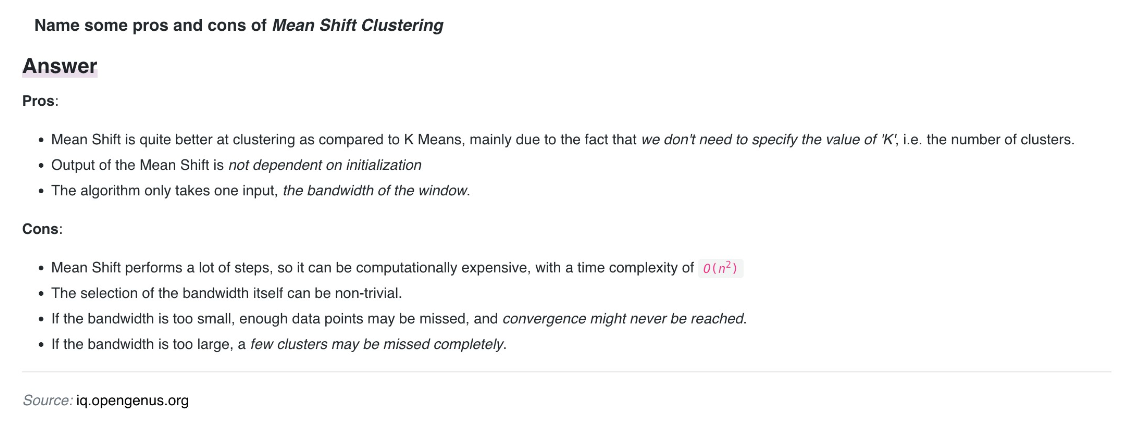 Name some pros and cons of Mean Shift Clustering
Answer
Pros:
• Mean Shift is quite better at clustering as compared to K Means, mainly due to the fact that we don't need to specify the value of 'K', i.e. the number of clusters.
• Output of the Mean Shift is not dependent on initialization
• The algorithm only takes one input, the bandwidth of the window.
Cons:
• Mean Shift performs a lot of steps, so it can be computationally expensive, with a time complexity of O(n²)
• The selection of the bandwidth itself can be non-trivial.
• If the bandwidth is too small, enough data points may be missed, and convergence might never be reached.
• If the bandwidth is too large, a few clusters may be missed completely.
Source: iq.opengenus.org